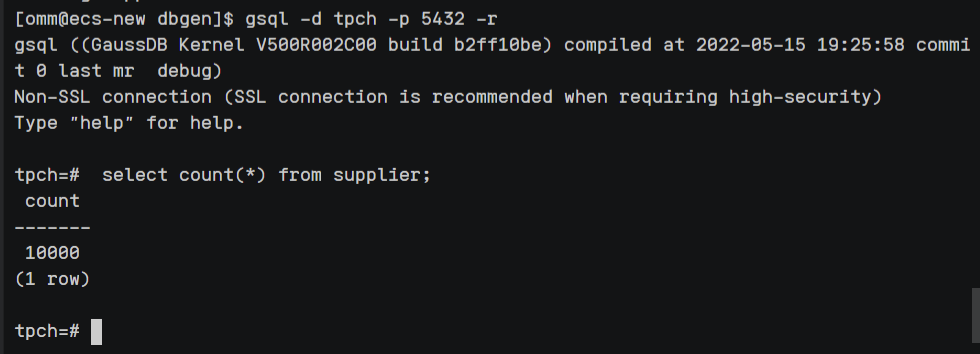 [omm@ecs-new dbgen]$ gsql -d tpch -p 5432 -r
gsql ((GaussDB Kernel V500R002C00 build b2ff10be) compiled at 2022-05-15 19:25:58 commi
t 0 last mr  debug)
Non-SSL connection (SSL connection is recommended when requiring high-security)
Type "help" for help.

tpch=#  select count(*) from supplier;
 count
-------
 10000
(1 row)

tpch=#